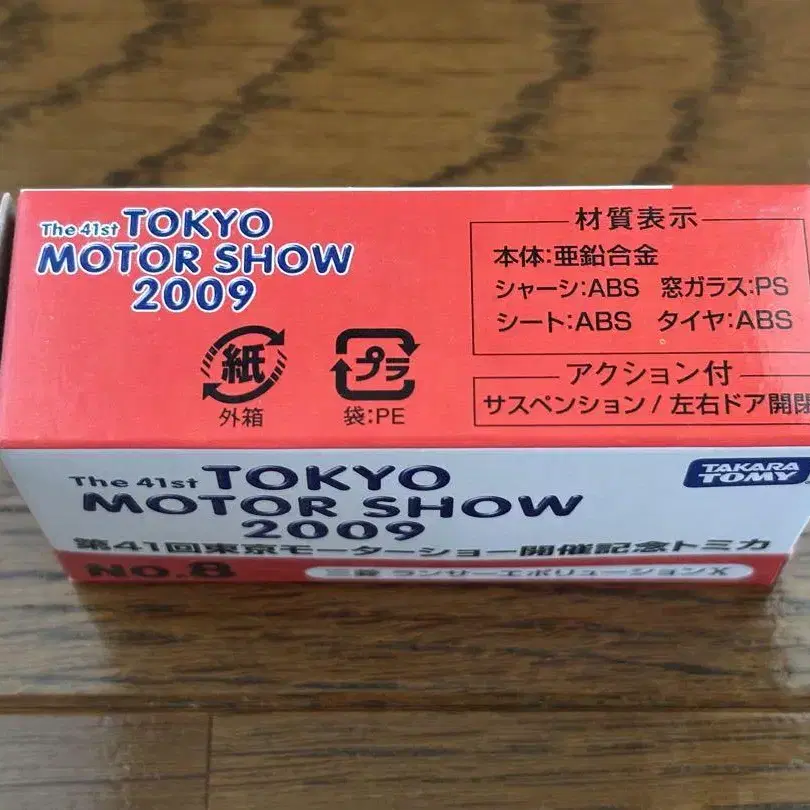 The 41st TOKYO
MOTOR SHOW
2009
紙
外箱
プラ
袋:PE
材質表示
本体:亜鉛合金
シャーシ:ABS 窓ガラス:PS
シート:ABS タイヤ:ABS
アクション付
サスペンション/左右ドア開閉
The 41st TOKYO
MOTOR SHOW
2009
TAKARA
TOMY
第41回東京モーターショー開催記念トミカ
NO.8 三菱 ランサーエボリューションX